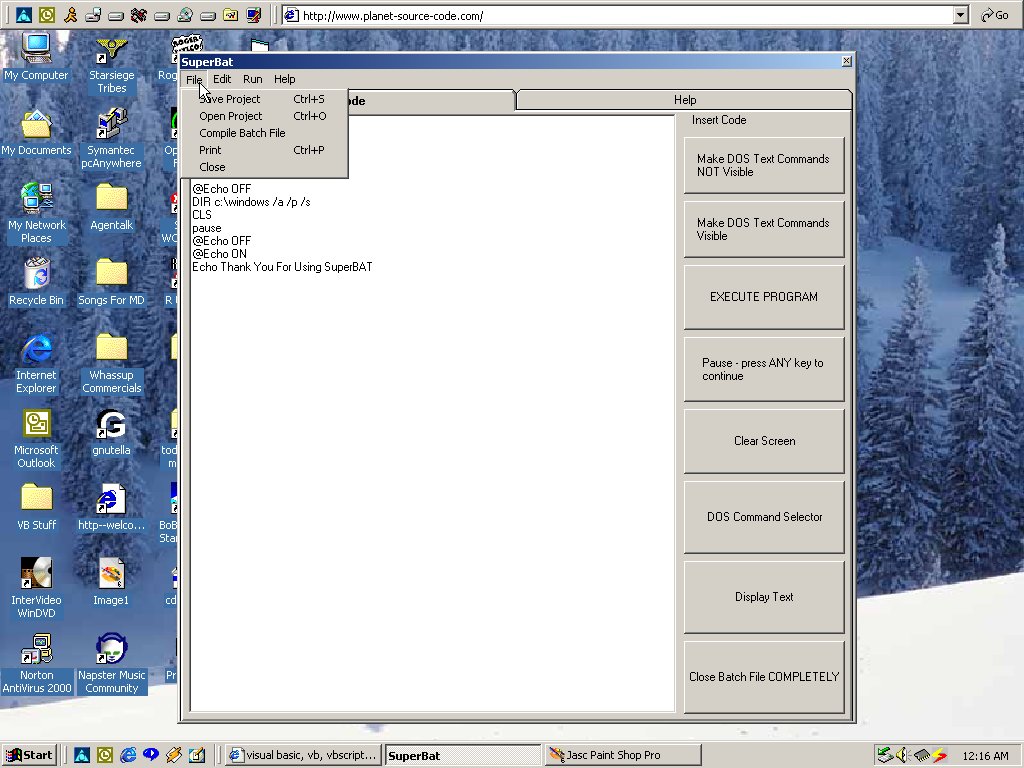 http://www.planet-source-code.com/
Go
My Computer
Starsiege
Tribes
Rog
My Documents
Symantec
pcAnywhere
My Network
Places
Agentalk
Recycle Bin
Songs For MD
R
Internet
Explorer
Whassup
Commercials
Microsoft
Outlook
gnutella
tod
m
VB Stuff
http--welco...
BoB
Star
InterVideo
WinDVD
Image1
cd
Norton
AntiVirus 2000
Napster Music
Community
Pr
SuperBat
File Edit Run Help
Save Project Ctrl+S
Open Project Ctrl+O
Compile Batch File
Print Ctrl+P
Close
ode
Help
@Echo OFF
DIR c:\windows /a /p /s
CLS
pause
@Echo OFF
@Echo ON
Echo Thank You For Using SuperBAT
Insert Code
Make DOS Text Commands
NOT Visible
Make DOS Text Commands
Visible
EXECUTE PROGRAM
Pause - press ANY key to
continue
Clear Screen
DOS Command Selector
Display Text
Close Batch File COMPLETELY
Start
visual basic, vb, vbscript...
SuperBat
Jasc Paint Shop Pro
12:16 AM